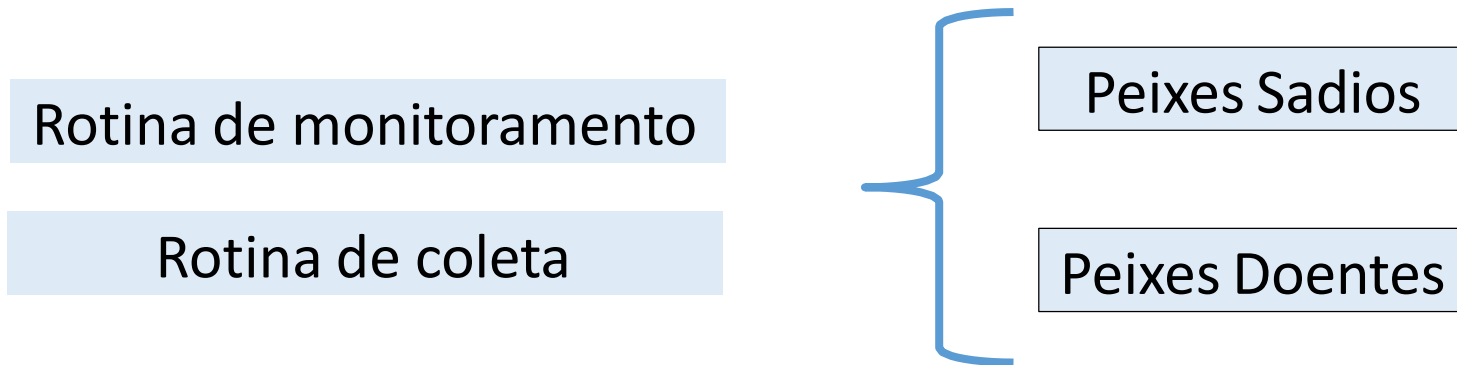 Rotina de monitoramento
Rotina de coleta
Peixes Sadios
Peixes Doentes